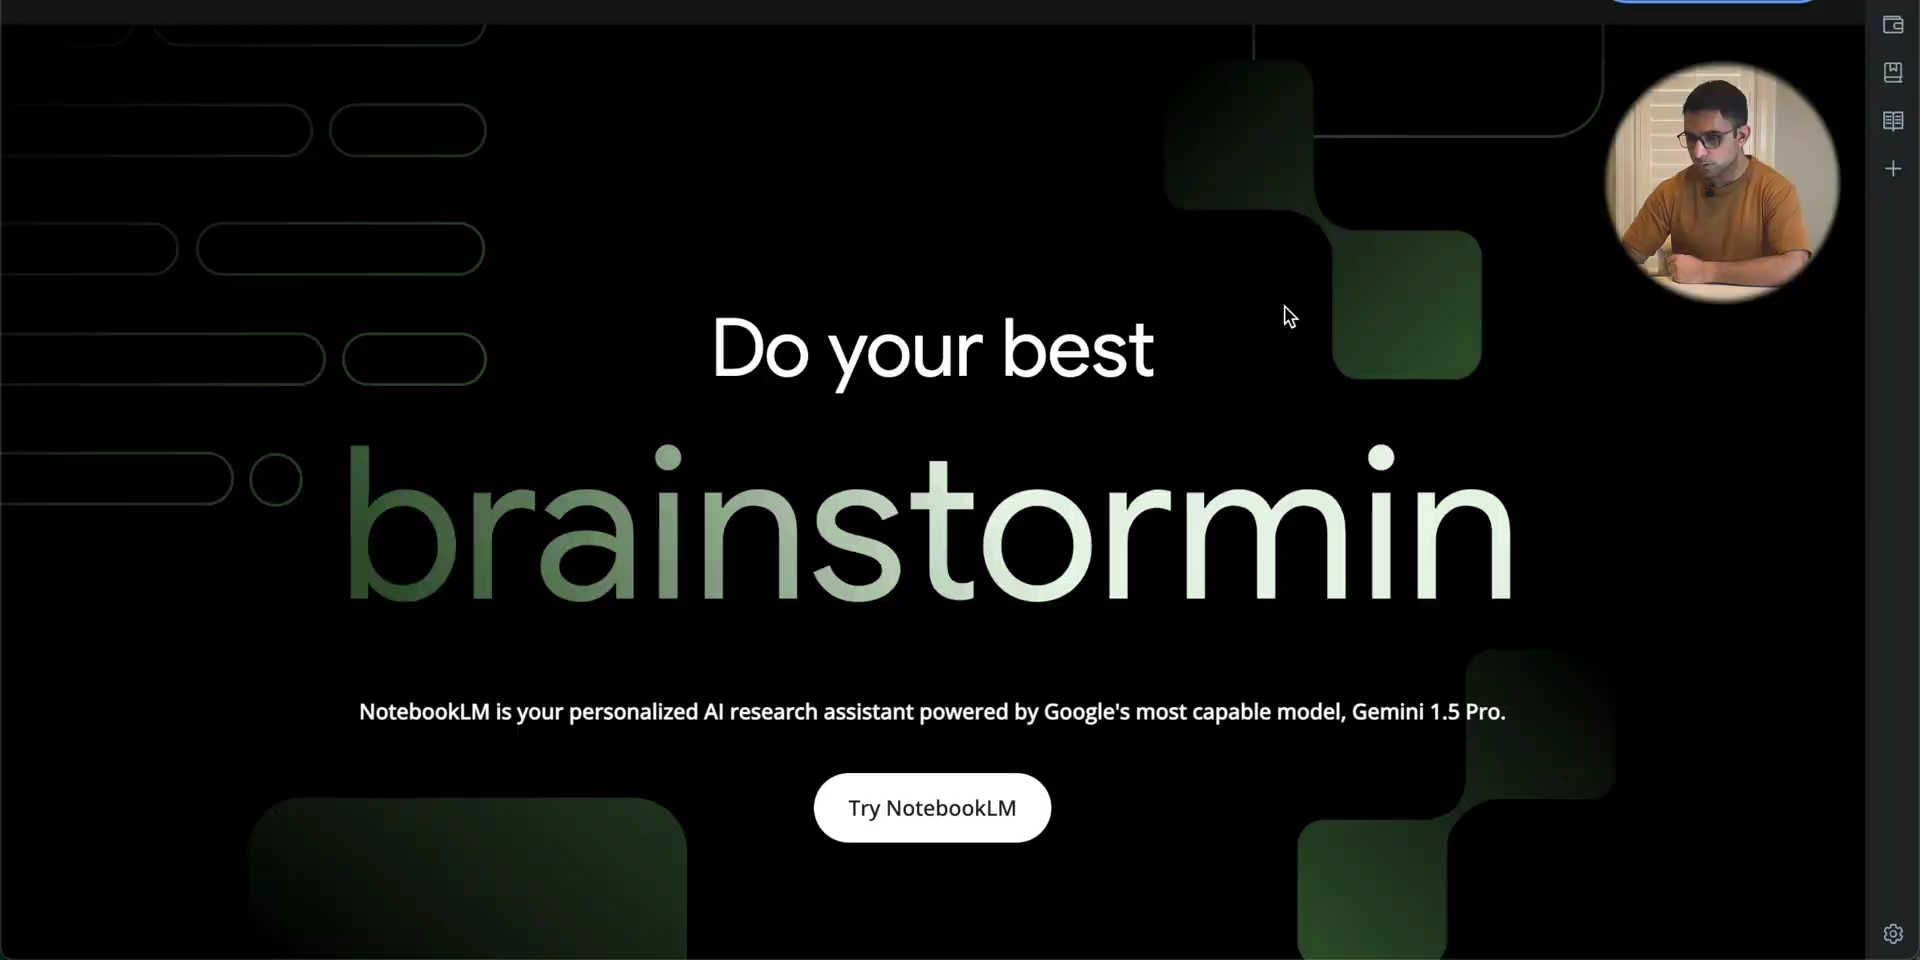 Do your best
brainstormin
NotebookLM is your personalized AI research assistant powered by Google's most capable model, Gemini 1.5 Pro.
Try NotebookLM